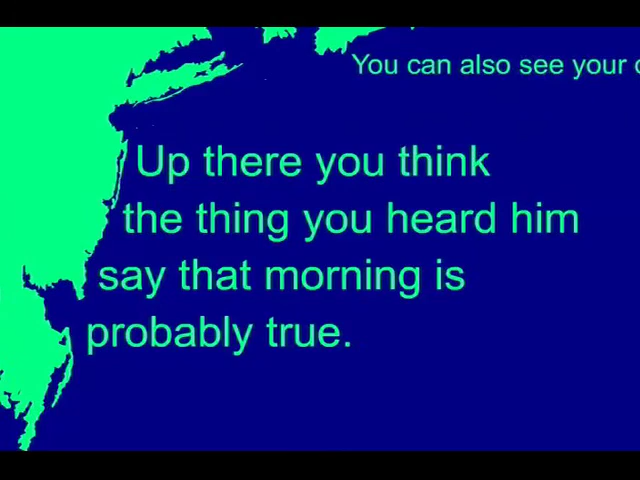 You can also see your
Up there you think
the thing you heard him
say that morning is
probably true.